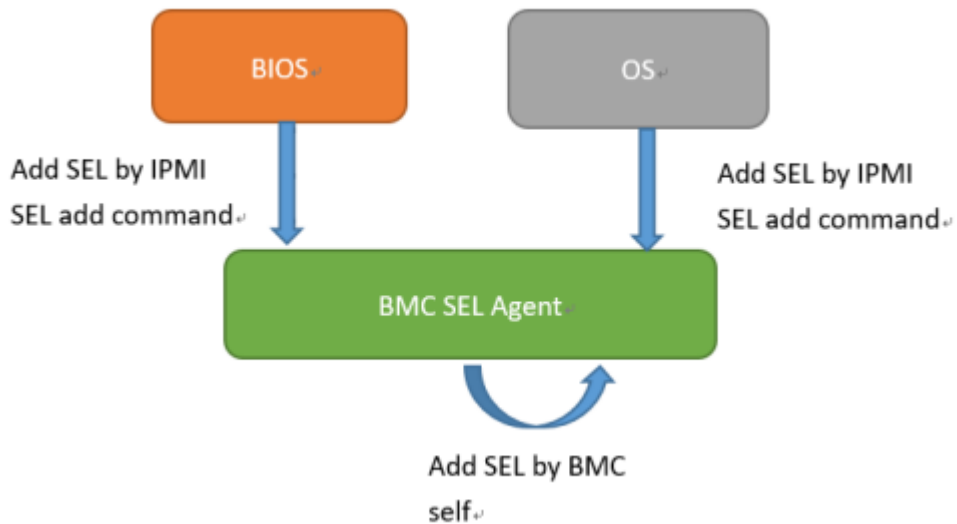 BIOS
OS
Add SEL by IPMI
SEL add command
Add SEL by IPMI
SEL add command
BMC SEL Agent
Add SEL by BMC
self